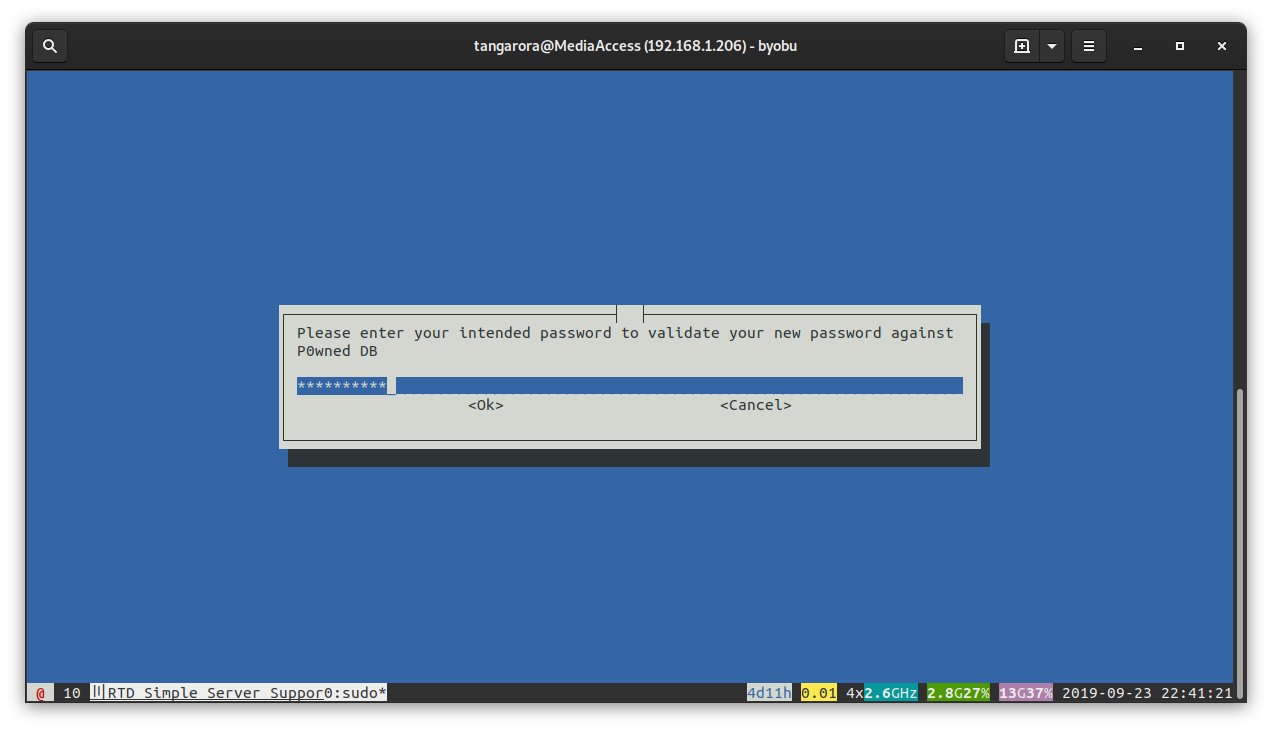 tangarora@MediaAccess (192.168.1.206) - byobu
Please enter your intended password to validate your new password against
P0wned DB
**********
<Ok> <Cancel>
@ 10 RTD Simple Server Suppor0:sudo* 4d11h 0.01 4x2.6GHz 2.8G27% 13G37% 2019-09-23 22:41:21